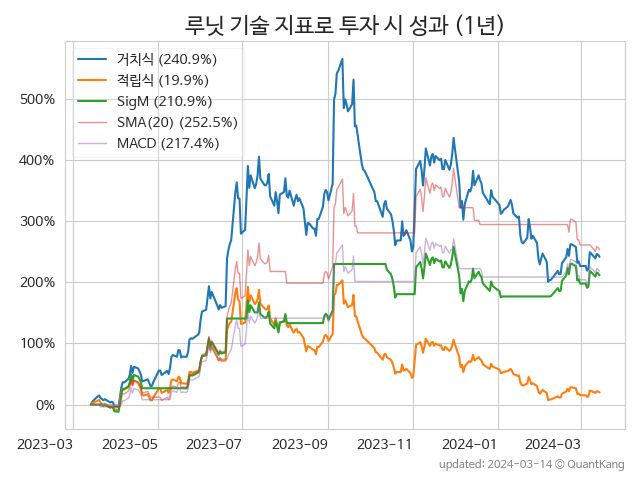 루닛 기술 지표로 투자 시 성과 (1년)
거치식 (240.9%)
적립식 (19.9%)
SigM (210.9%)
SMA(20) (252.5%)
MACD (217.4%)
500%
400%
300%
200%
100%
0%
2023-03 2023-05 2023-07 2023-09 2023-11 2024-01 2024-03
updated: 2024-03-14 @ QuantKang